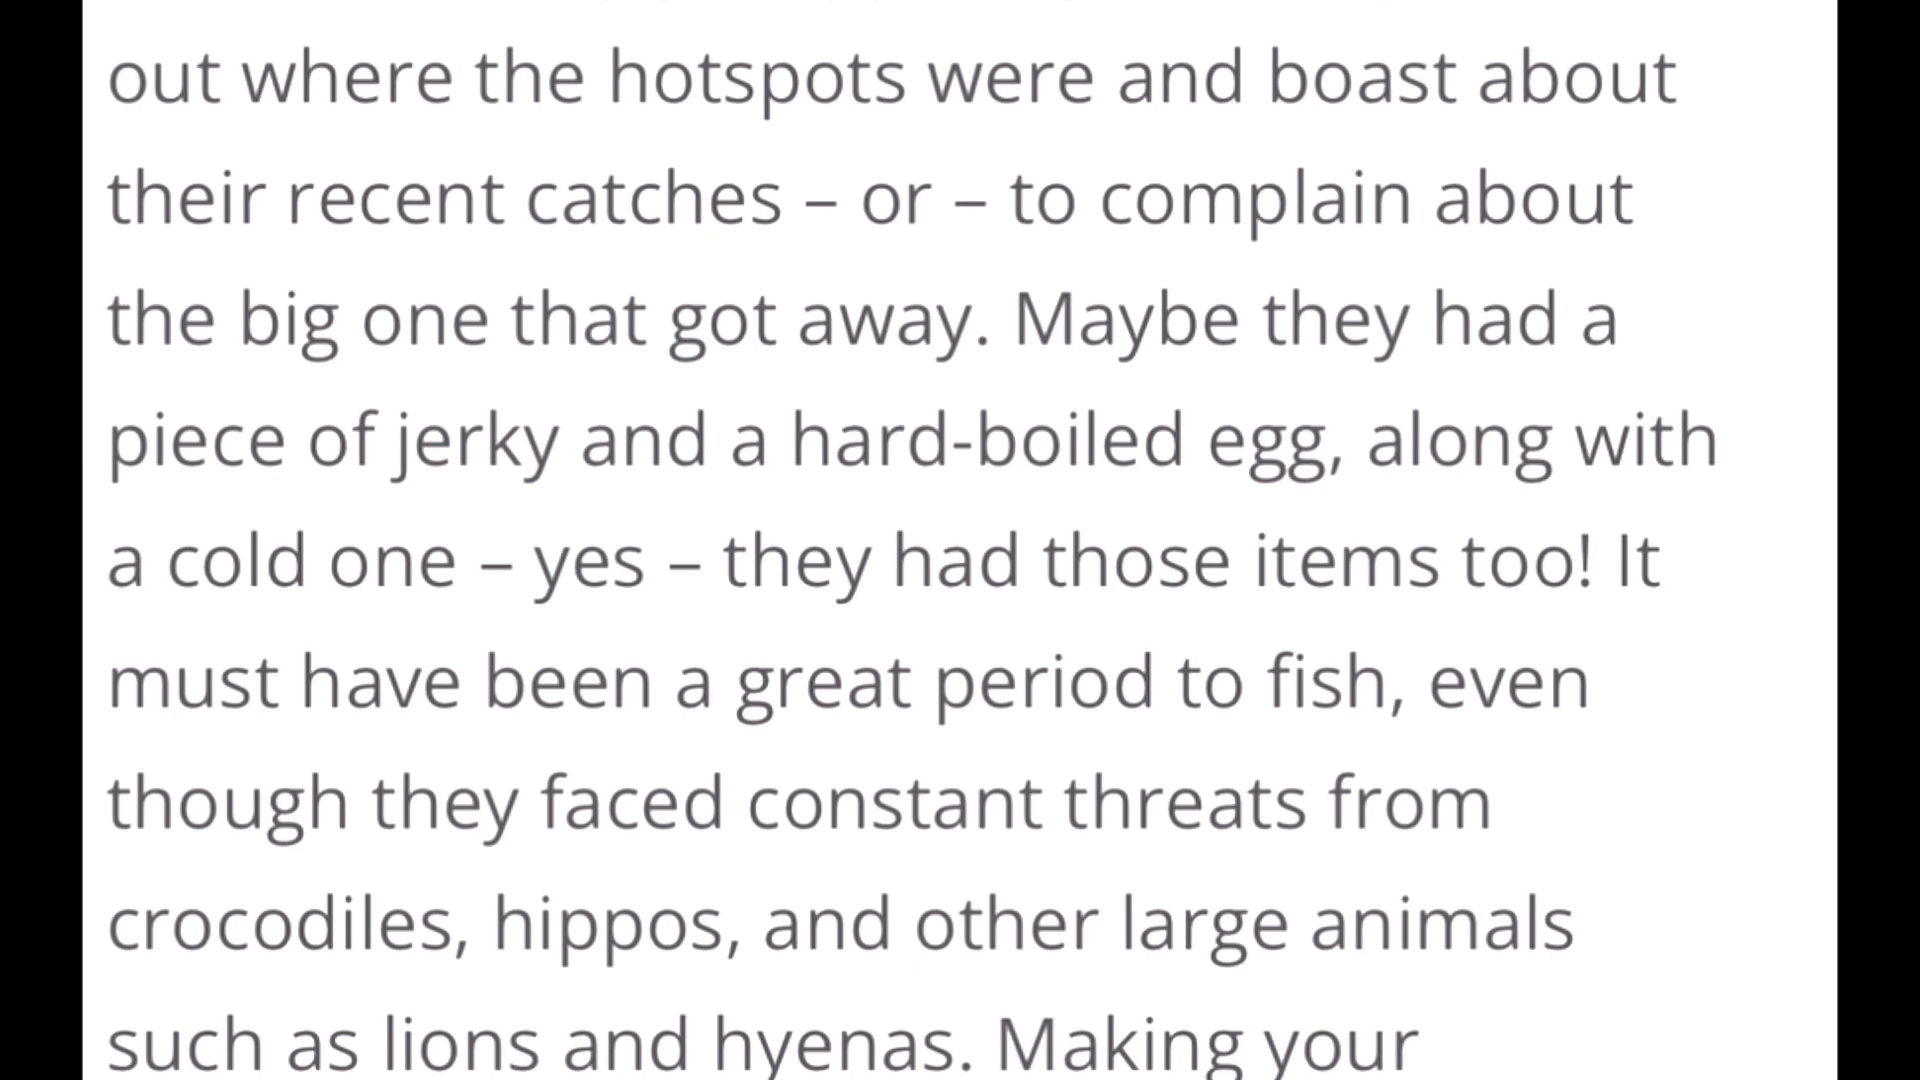 out where the hotspots were and boast about
their recent catches – or – to complain about
the big one that got away. Maybe they had a
piece of jerky and a hard-boiled egg, along with
a cold one – yes – they had those items too! It
must have been a great period to fish, even
though they faced constant threats from
crocodiles, hippos, and other large animals
such as lions and hyenas. Making your